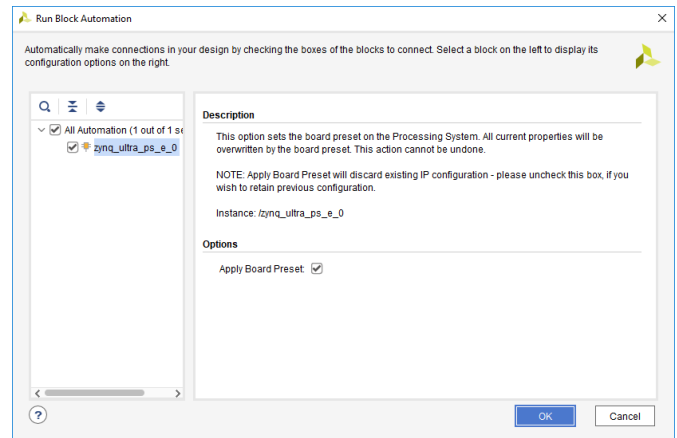 Run Block Automation
Automatically make connections in your design by checking the boxes of the blocks to connect. Select a block on the left to display its
configuration options on the right.
All Automation (1 out of 1 se
zynq_ultra_ps_e_0
Description
This option sets the board preset on the Processing System. All current properties will be
overwritten by the board preset. This action cannot be undone.
NOTE: Apply Board Preset will discard existing IP configuration - please uncheck this box, if you
wish to retain previous configuration.
Instance: /zynq_ultra_ps_e_0
Options
Apply Board Preset:
?
OK
Cancel